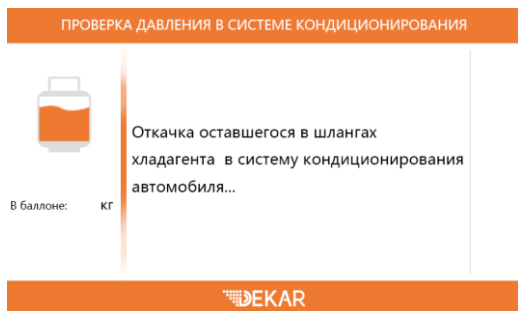 ПРОВЕРКА ДАВЛЕНИЯ В СИСТЕМЕ КОНДИЦИОНИРОВАНИЯ
Откачка оставшегося в шлангах
хладагента в систему кондиционирования
автомобиля...
В баллоне: кг
DEKAR